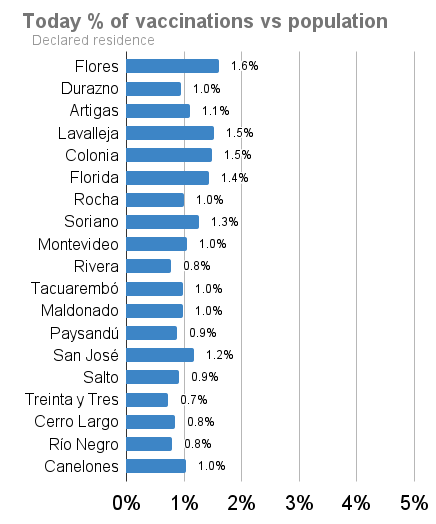 Today % of vaccinations vs population
Declared residence
Flores 1.6%
Durazno 1.0%
Artigas 1.1%
Lavalleja 1.5%
Colonia 1.5%
Florida 1.4%
Rocha 1.0%
Soriano 1.3%
Montevideo 1.0%
Rivera 0.8%
Tacuarembó 1.0%
Maldonado 1.0%
Paysandú 0.9%
San José 1.2%
Salto 0.9%
Treinta y Tres 0.7%
Cerro Largo 0.8%
Río Negro 0.8%
Canelones 1.0%
0% 1% 2% 3% 4% 5%